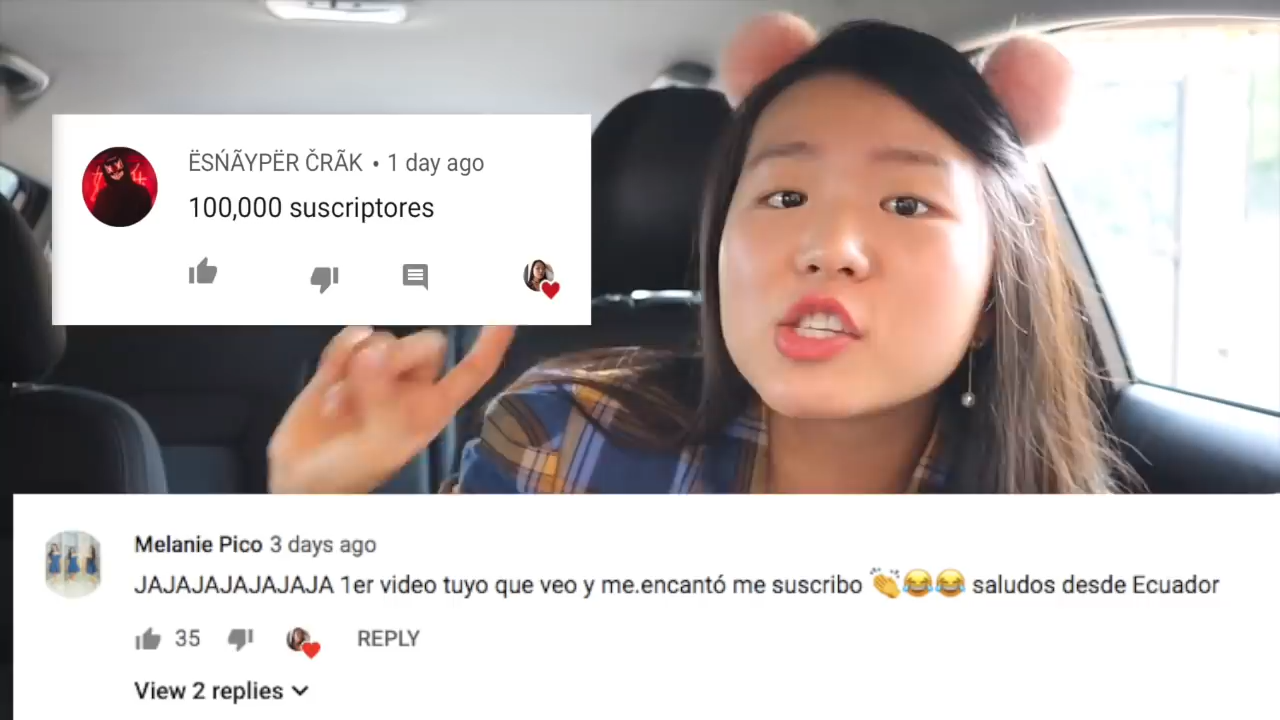 ËSŃÃYPËR ČRÃK • 1 day ago
100,000 suscriptores
Melanie Pico 3 days ago
JAJAJAJAJAJAJA 1er video tuyo que veo y me.encantó me suscribo 👏😂😂 saludos desde Ecuador
35 REPLY
View 2 replies